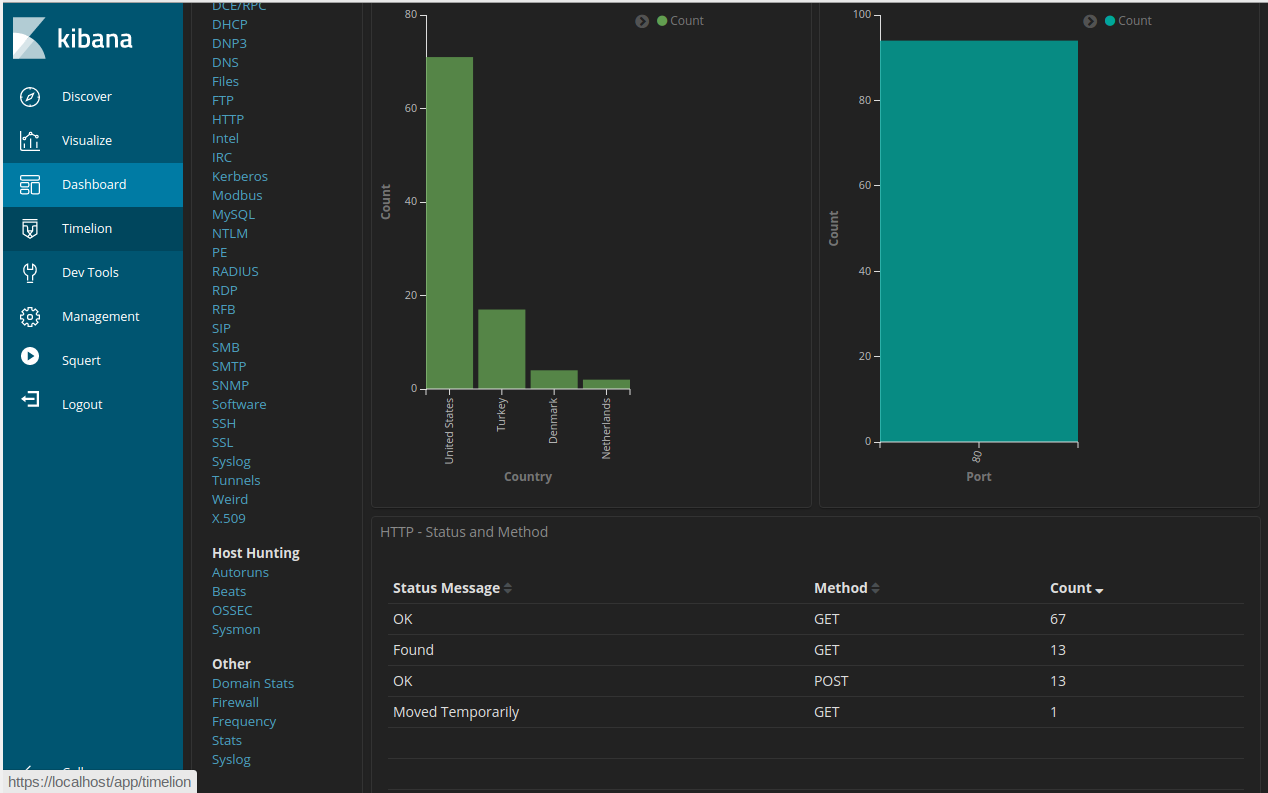 kibana
Discover
Visualize
Dashboard
Timelion
Dev Tools
Management
Squert
Logout
https://localhost/app/timelion
DCE/RPC
DHCP
DNP3
DNS
Files
FTP
HTTP
Intel
IRC
Kerberos
Modbus
MySQL
NTLM
PE
RADIUS
RDP
RFB
SIP
SMB
SMTP
SNMP
Software
SSH
SSL
Syslog
Tunnels
Weird
X.509
Host Hunting
Autoruns
Beats
OSSEC
Sysmon
Other
Domain Stats
Firewall
Frequency
Stats
Syslog
Count
80
60
40
20
0
Count
United States
Turkey
Denmark
Netherlands
Country
Count
100
80
60
40
20
0
Count
80
Port
HTTP - Status and Method
Status Message Method Count
OK GET 67
Found GET 13
OK POST 13
Moved Temporarily GET 1